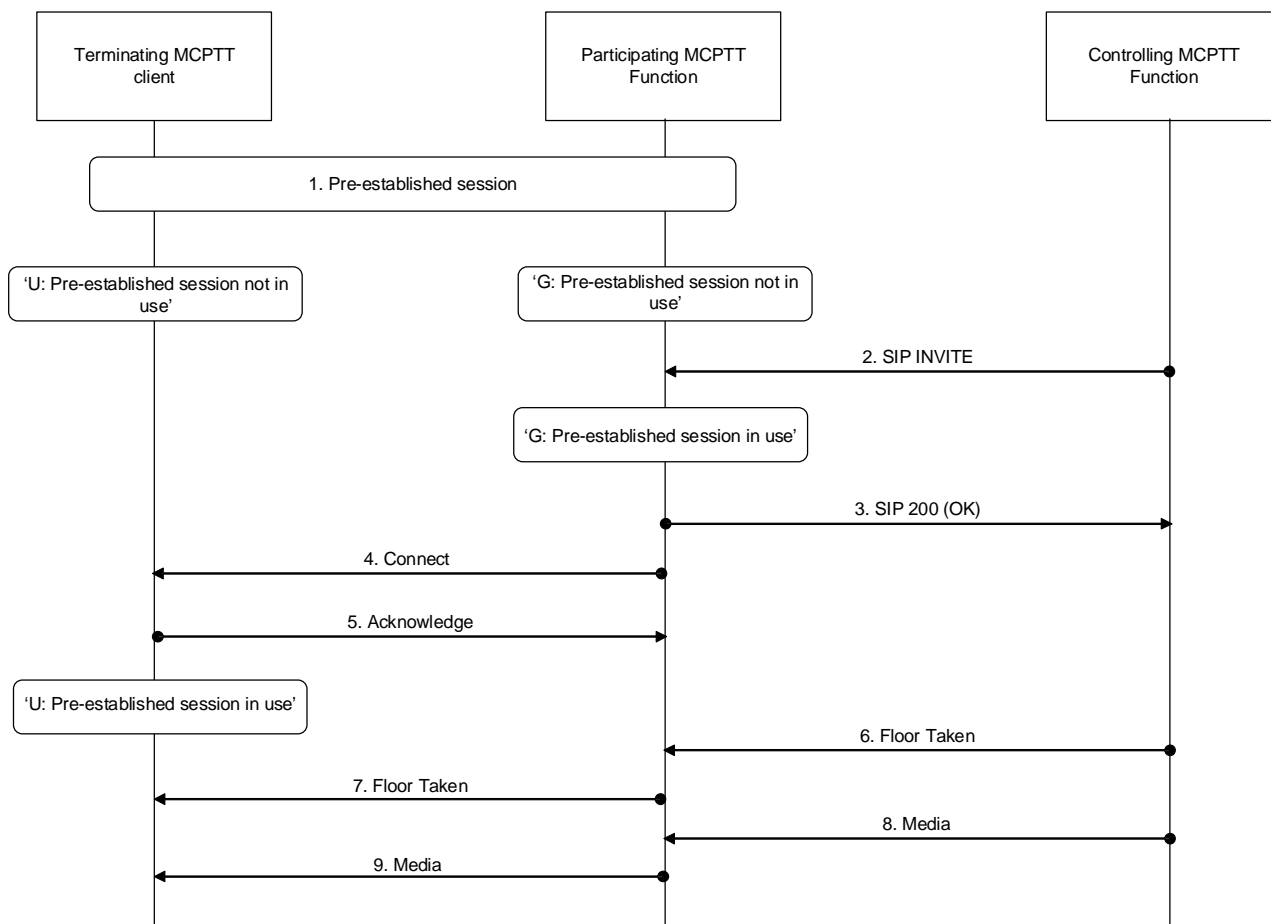 Terminating MCPTT
client
Participating MCPTT
Function
Controlling MCPTT
Function
1. Pre-established session
‘U: Pre-established session not in
use’
‘G: Pre-established session not in
use’
2. SIP INVITE
‘G: Pre-established session in use’
3. SIP 200 (OK)
4. Connect
5. Acknowledge
‘U: Pre-established session in use’
6. Floor Taken
7. Floor Taken
8. Media
9. Media